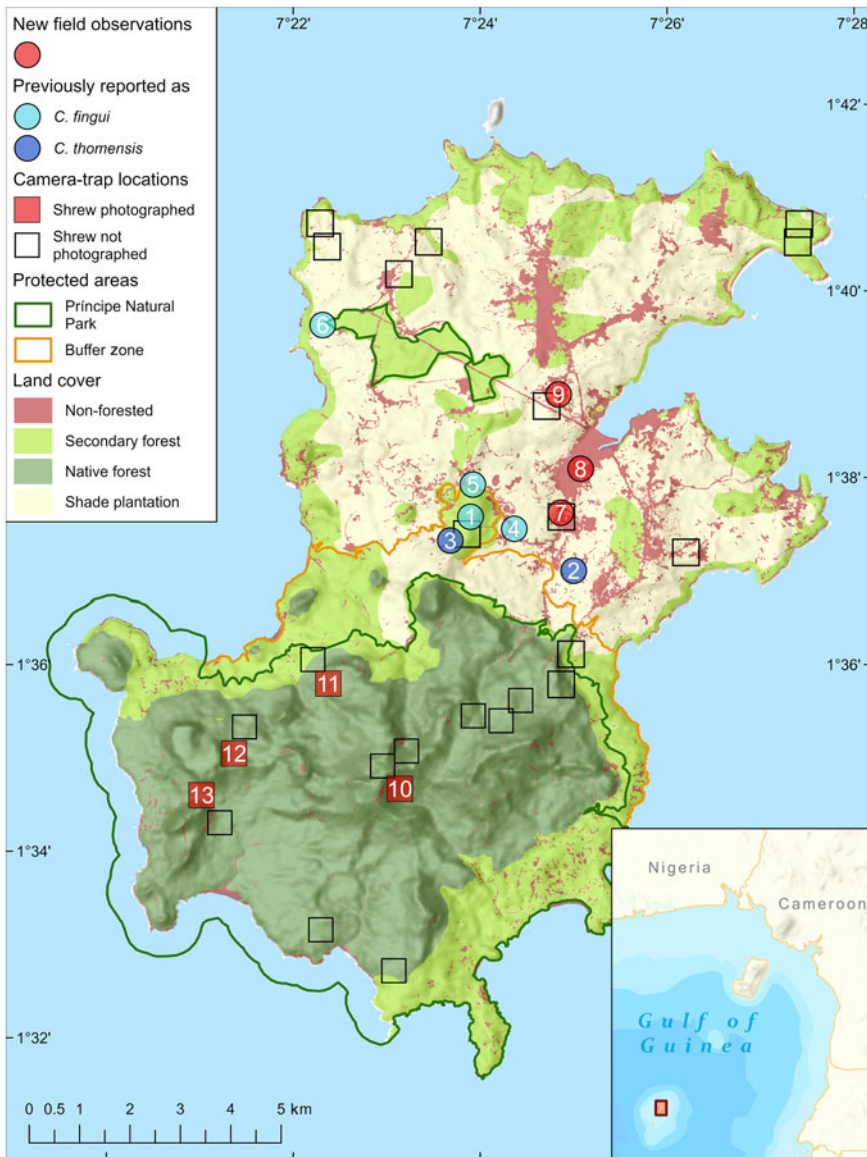 New field observations
Previously reported as
C. fingui
C. thomensis
Camera-trap locations
Shrew photographed
Shrew not
photographed
Protected areas
Príncipe Natural
Park
Buffer zone
Land cover
Non-forested
Secondary forest
Native forest
Shade plantation
7°22'
7°24'
7°26'
7°28'
1°42'
1°40'
1°38'
1°36'
1°36'
1°34'
1°32'
6
9
8
5
1
7
4
3
2
11
12
10
13
0 0.5 1 2 3 4 5 km
Nigeria
Cameroon
Gulf of
Guinea